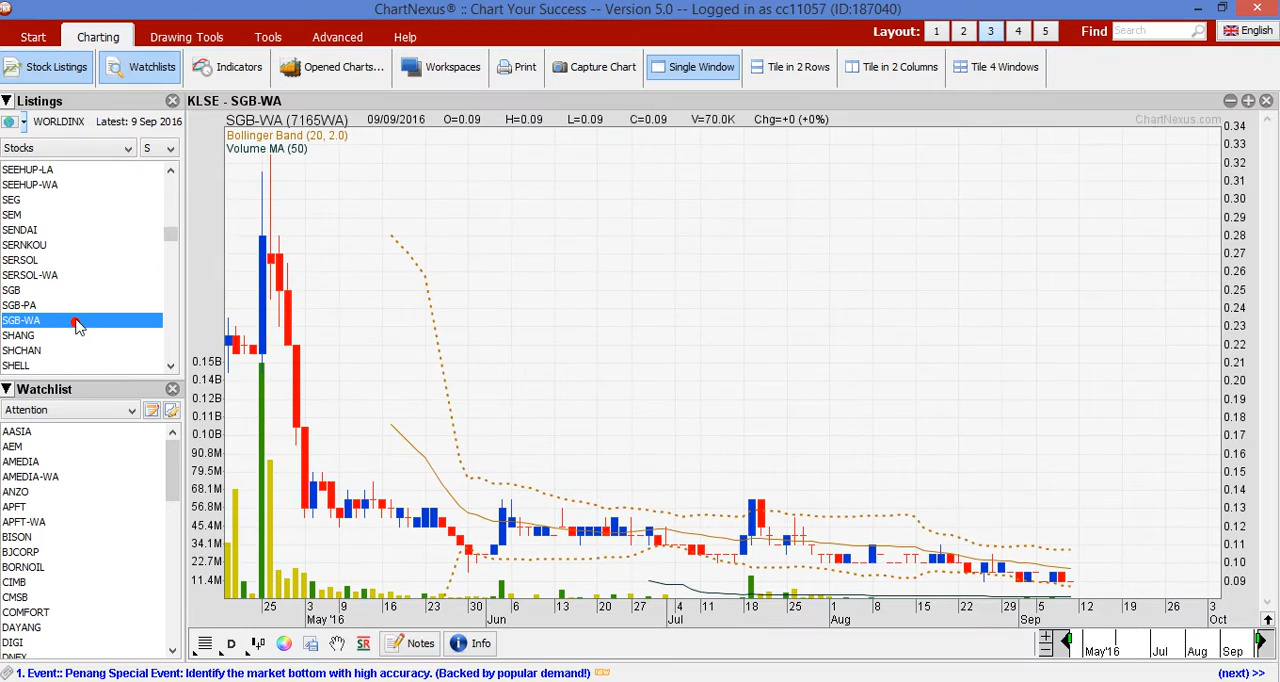 ChartNexus® :: Chart Your Success -- Version 5.0 -- Logged in as cc11057 (ID:187040)
Start Charting Drawing Tools Tools Advanced Help Layout: 1 2 3 4 5 Find Search English
Stock Listings Watchlists Indicators Opened Charts... Workspaces Print Capture Chart Single Window Tile in 2 Rows Tile in 2 Columns Tile 4 Windows
Listings
WORLDINX Latest: 9 Sep 2016
Stocks S
SEEHUP-LA
SEEHUP-WA
SEG
SEM
SENDAI
SERNKOU
SERSOL
SERSOL-WA
SGB
SGB-PA
SGB-WA
SHANG
SHCHAN
SHELL
Watchlist
Attention
AASIA
AEM
AMEDIA
AMEDIA-WA
ANZO
APFT
APFT-WA
BISON
BJCORP
BORNOIL
CIMB
CMSB
COMFORT
DAYANG
DIGI
KLSE - SGB-WA
SGB-WA (7165WA) 09/09/2016 O=0.09 H=0.09 L=0.09 C=0.09 V=70.0K Chg=+0 (+0%) ChartNexus.com
Bollinger Band (20, 2.0)
Volume MA (50)
0.15B
0.14B
0.12B
0.11B
0.10B
90.8M
79.5M
68.1M
56.8M
45.4M
34.1M
22.7M
11.4M
0.34
0.33
0.32
0.31
0.30
0.29
0.28
0.27
0.26
0.25
0.24
0.23
0.22
0.21
0.20
0.19
0.18
0.17
0.16
0.15
0.14
0.13
0.12
0.11
0.10
0.09
25 3 9 16 23 30 6 13 20 27 4 11 18 25 1 8 15 22 29 5 12 19 26 3
May '16 Jun Jul Aug Sep Oct
D SR Notes Info May'16 Jul Aug Sep
1. Event:: Penang Special Event: Identify the market bottom with high accuracy. (Backed by popular demand!) (next) >>